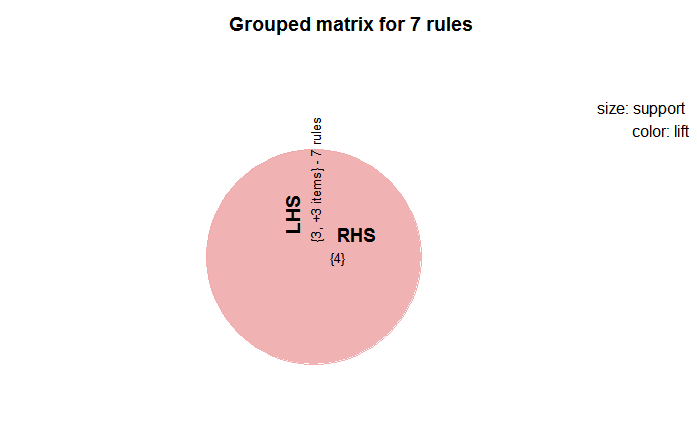 Grouped matrix for 7 rules
size: support
color: lift
{3, +3 items} - 7 rules
LHS
RHS
{4}